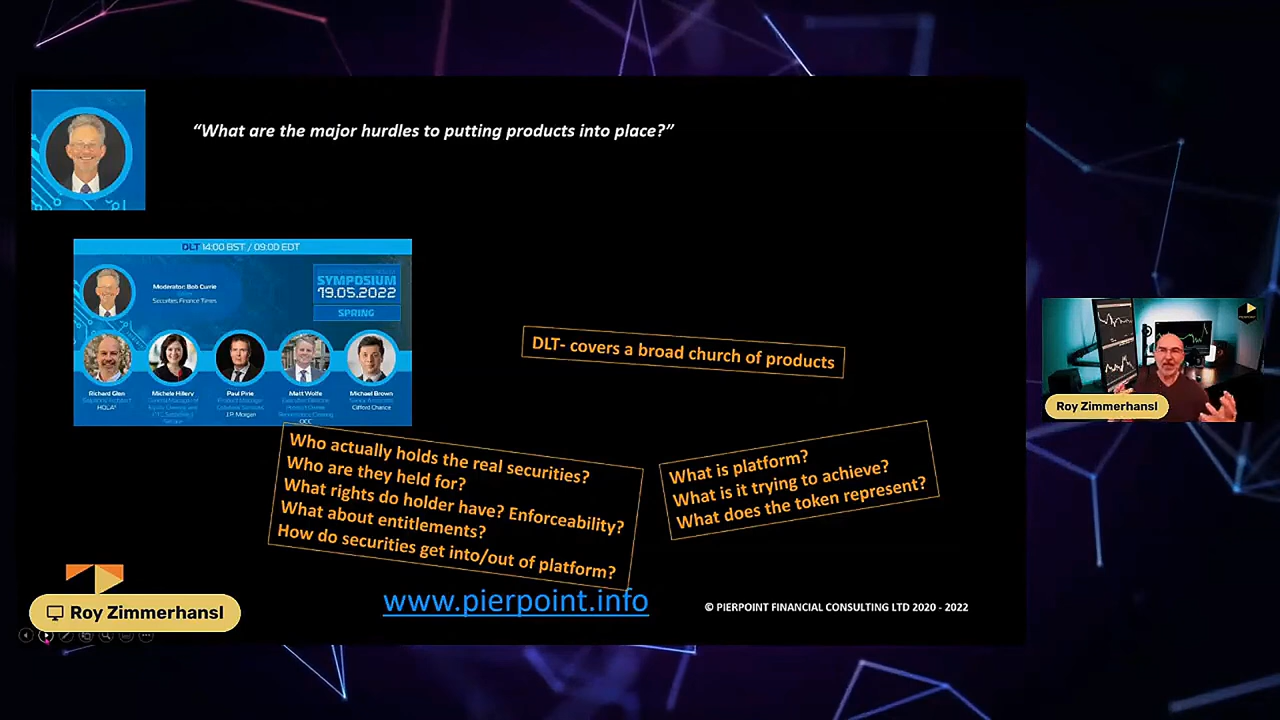 “What are the major hurdles to putting products into place?”
DLT 14:00 BST / 09:00 EDT
Moderator: Bob Currie
Securities Finance Times
SYMPOSIUM
19.05.2022
SPRING
Richard Glen
HQLAˣ
Michele Hillery
Paul Pirie
J.P. Morgan
Matt Wolfe
OCC
Michael Brown
Clifford Chance
DLT- covers a broad church of products
Who actually holds the real securities?
Who are they held for?
What rights do holder have? Enforceability?
What about entitlements?
How do securities get into/out of platform?
What is platform?
What is it trying to achieve?
What does the token represent?
Roy Zimmerhansl
Roy Zimmerhansl
www.pierpoint.info
© PIERPOINT FINANCIAL CONSULTING LTD 2020 - 2022